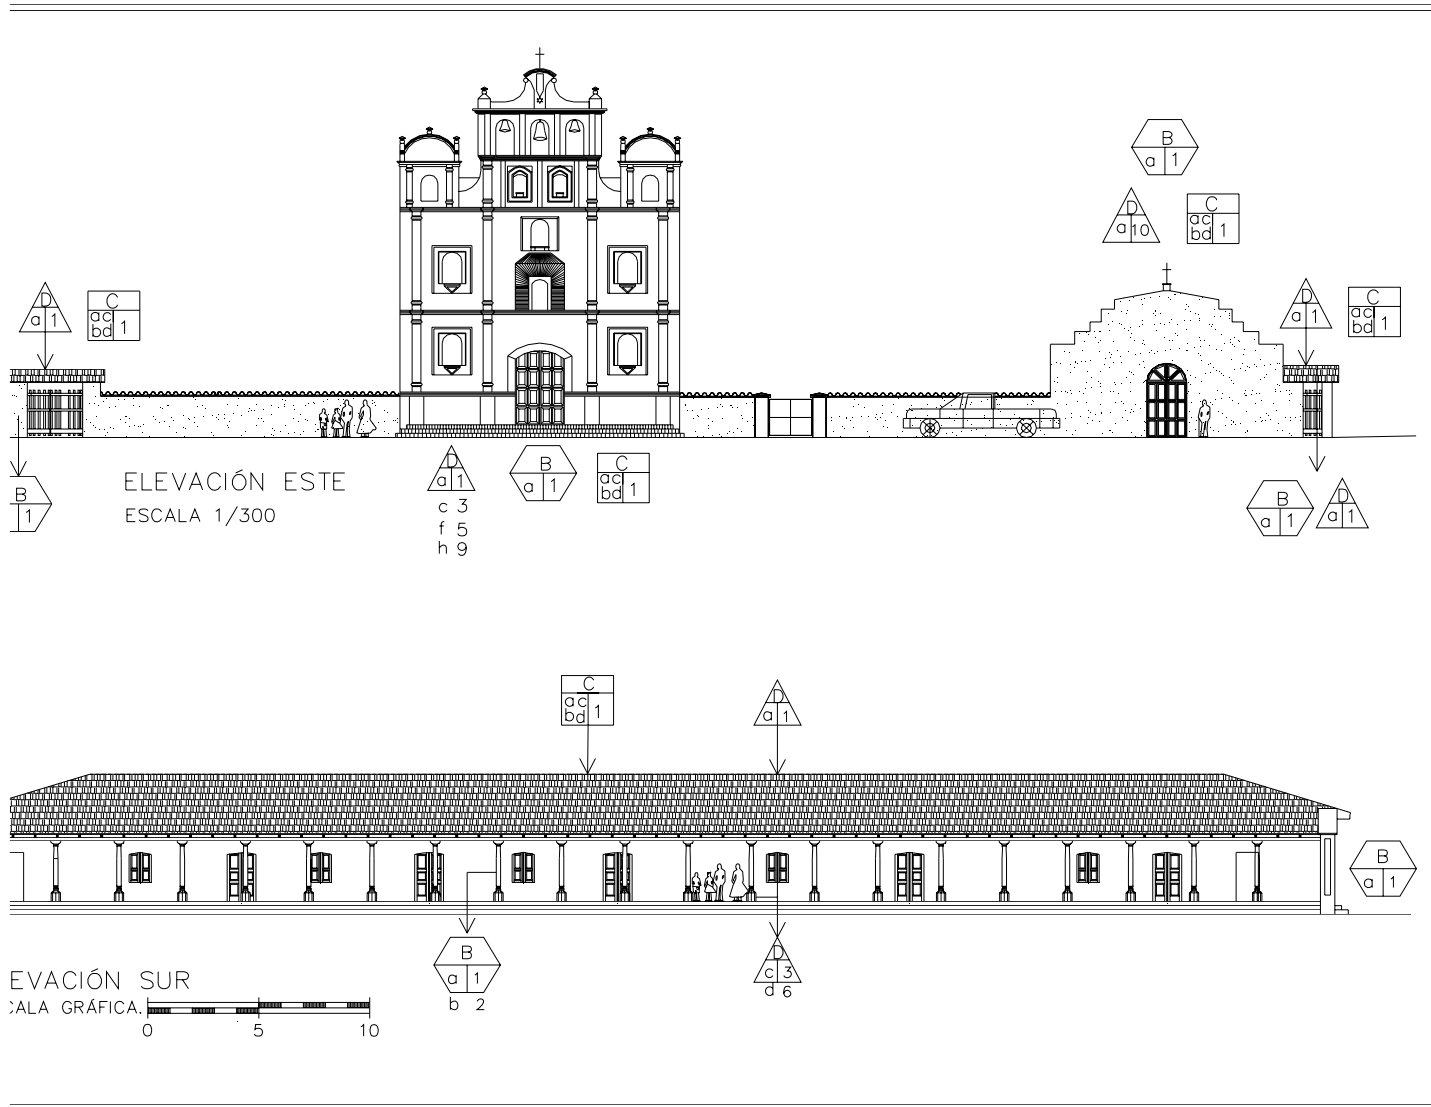 B
a 1
D
a 10
C
ac
bd 1
D
a 1
C
ac
bd 1
D
a 1
C
ac
bd 1
B
1
ELEVACIÓN ESTE
ESCALA 1/300
D
a 1
c 3
f 5
h 9
B
a 1
C
ac
bd 1
B
a 1
D
a 1
C
ac
bd 1
D
a 1
B
a 1
B
a 1
b 2
D
c 3
d 6
EVACIÓN SUR
CALA GRÁFICA.
0 5 10